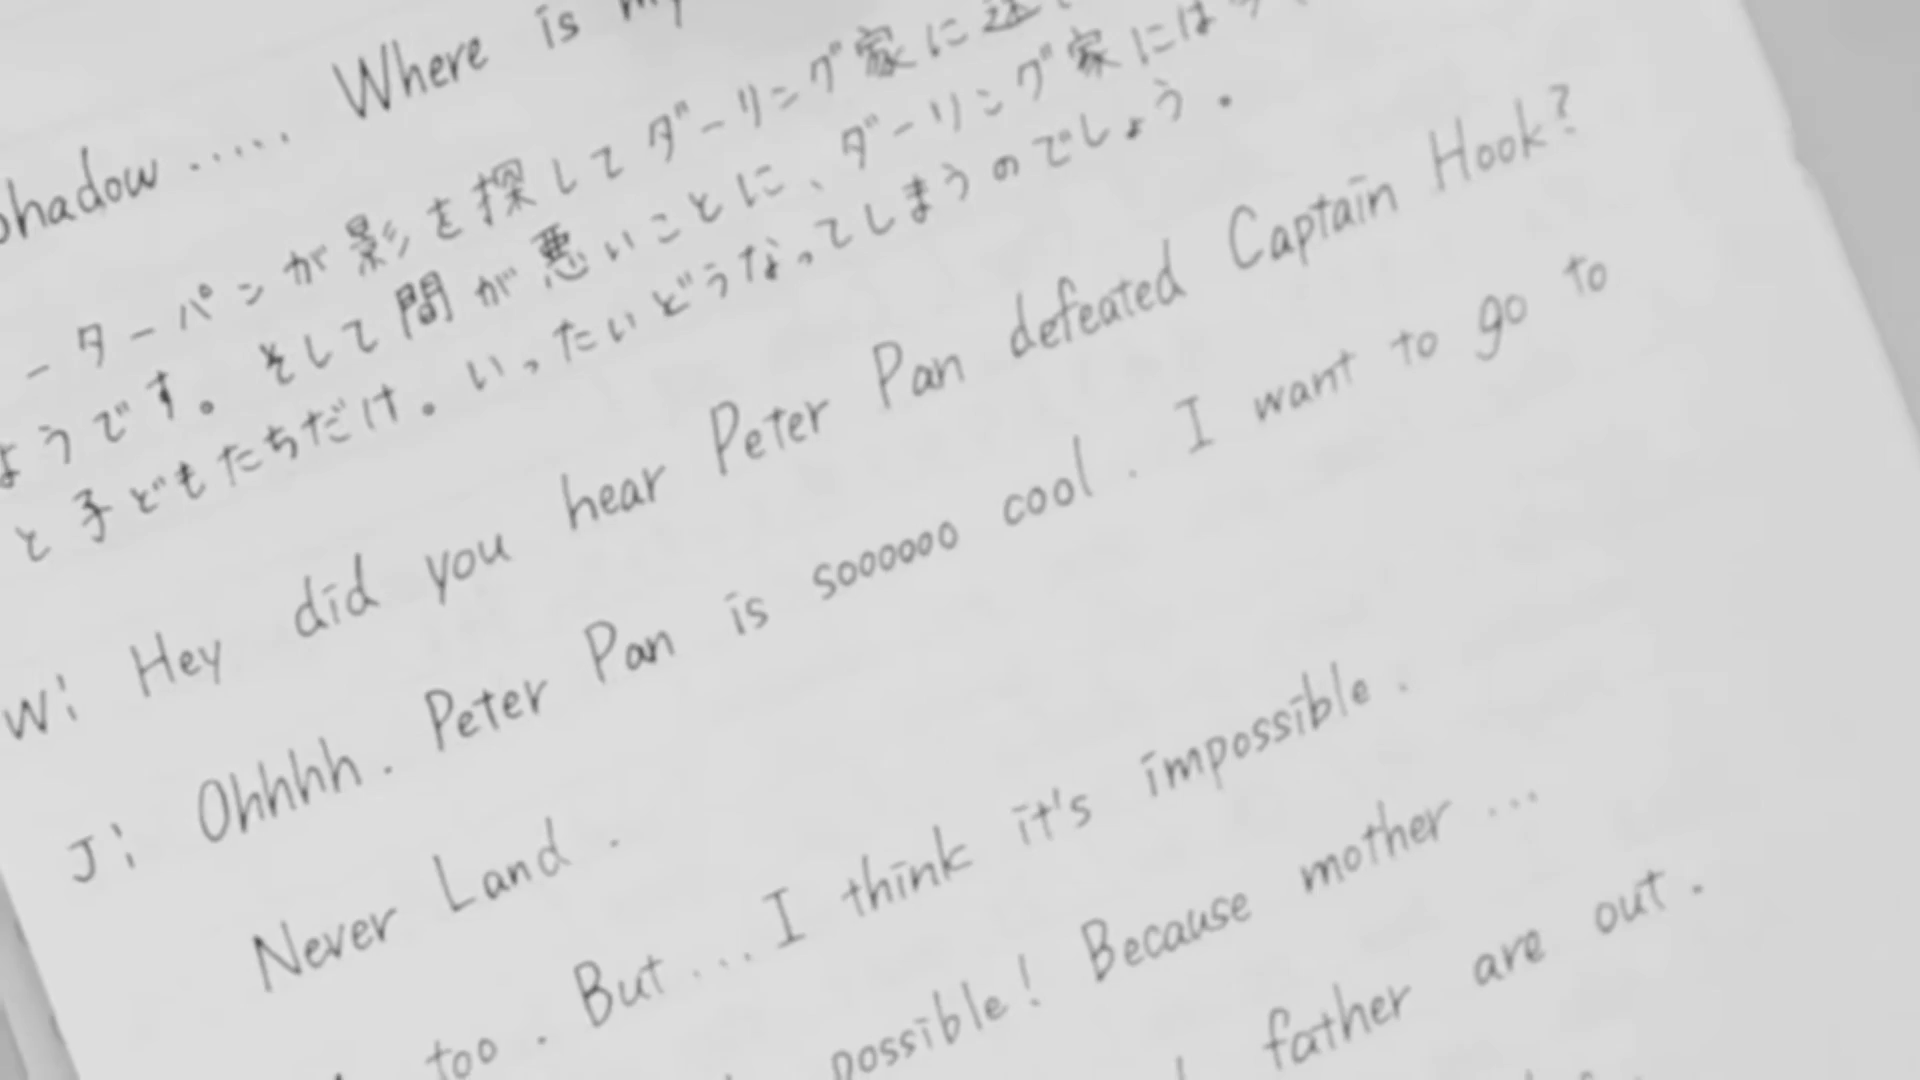 shadow..... Where is my
ーターパンが影を探してダーリング家に迷
ようです。そして間が悪いことに、ダーリング家には
と子どもたちだけ。いったいどうなってしまうのでしょう.
W: Hey did you hear Peter Pan defeated Captain Hook?
J: Ohhhh. Peter Pan is soooooo cool. I want to go to
Never Land.
too. But...I think it's impossible.
possible! Because mother...
father are out.